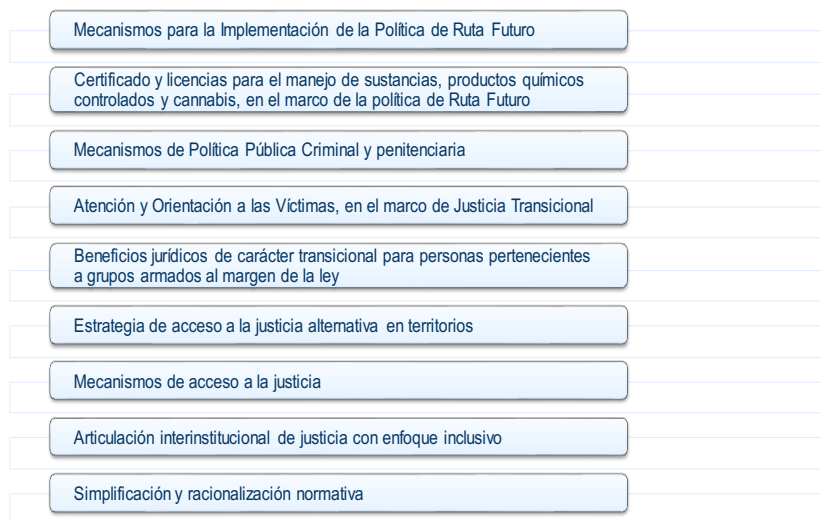 Mecanismos para la Implementación de la Política de Ruta Futuro
Certificado y licencias para el manejo de sustancias, productos químicos
controlados y cannabis, en el marco de la política de Ruta Futuro
Mecanismos de Política Pública Criminal y penitenciaria
Atención y Orientación a las Víctimas, en el marco de Justicia Transicional
Beneficios jurídicos de carácter transicional para personas pertenecientes
a grupos armados al margen de la ley
Estrategia de acceso a la justicia alternativa en territorios
Mecanismos de acceso a la justicia
Articulación interinstitucional de justicia con enfoque inclusivo
Simplificación y racionalización normativa